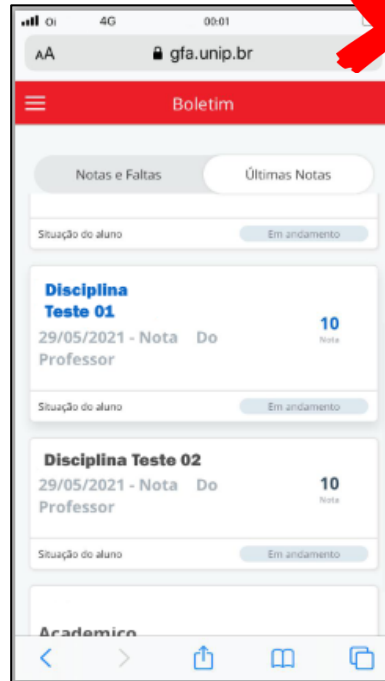 Oi 4G 00:01
AA gfa.unip.br
Boletim
Notas e Faltas Últimas Notas
Situação do aluno Em andamento
Disciplina
Teste 01
10
29/05/2021 - Nota Do
Nota
Professor
Situação do aluno Em andamento
Disciplina Teste 02
29/05/2021 - Nota Do 10
Professor Nota
Situação do aluno Em andamento
Academico